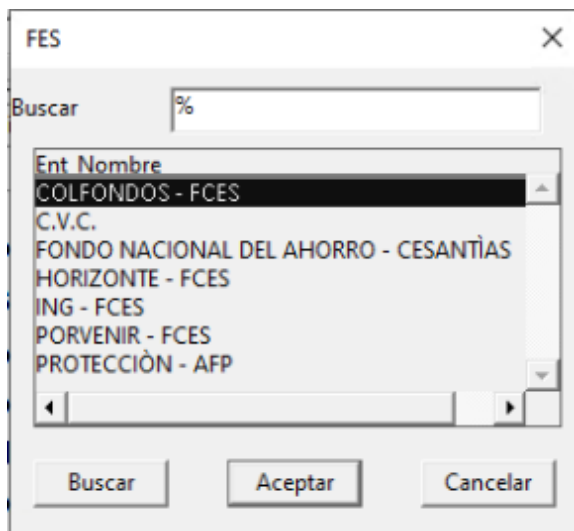 FES
Buscar %
Ent Nombre
COLFONDOS - FCES
C.V.C.
FONDO NACIONAL DEL AHORRO - CESANTÌAS
HORIZONTE - FCES
ING - FCES
PORVENIR - FCES
PROTECCIÒN - AFP
Buscar Aceptar Cancelar